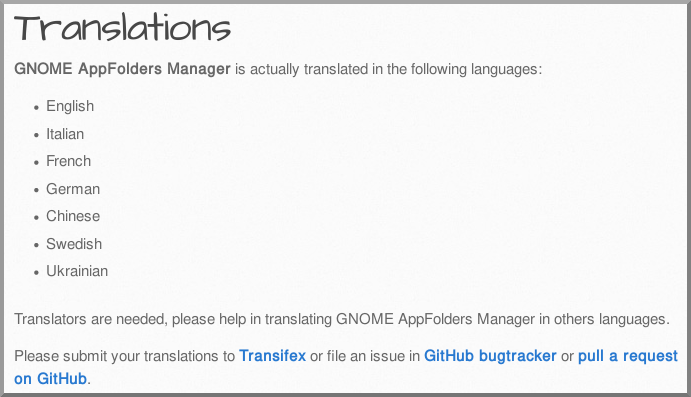 Translations
GNOME AppFolders Manager is actually translated in the following languages:
English
Italian
French
German
Chinese
Swedish
Ukrainian
Translators are needed, please help in translating GNOME AppFolders Manager in others languages.
Please submit your translations to Transifex or file an issue in GitHub bugtracker or pull a request
on GitHub.